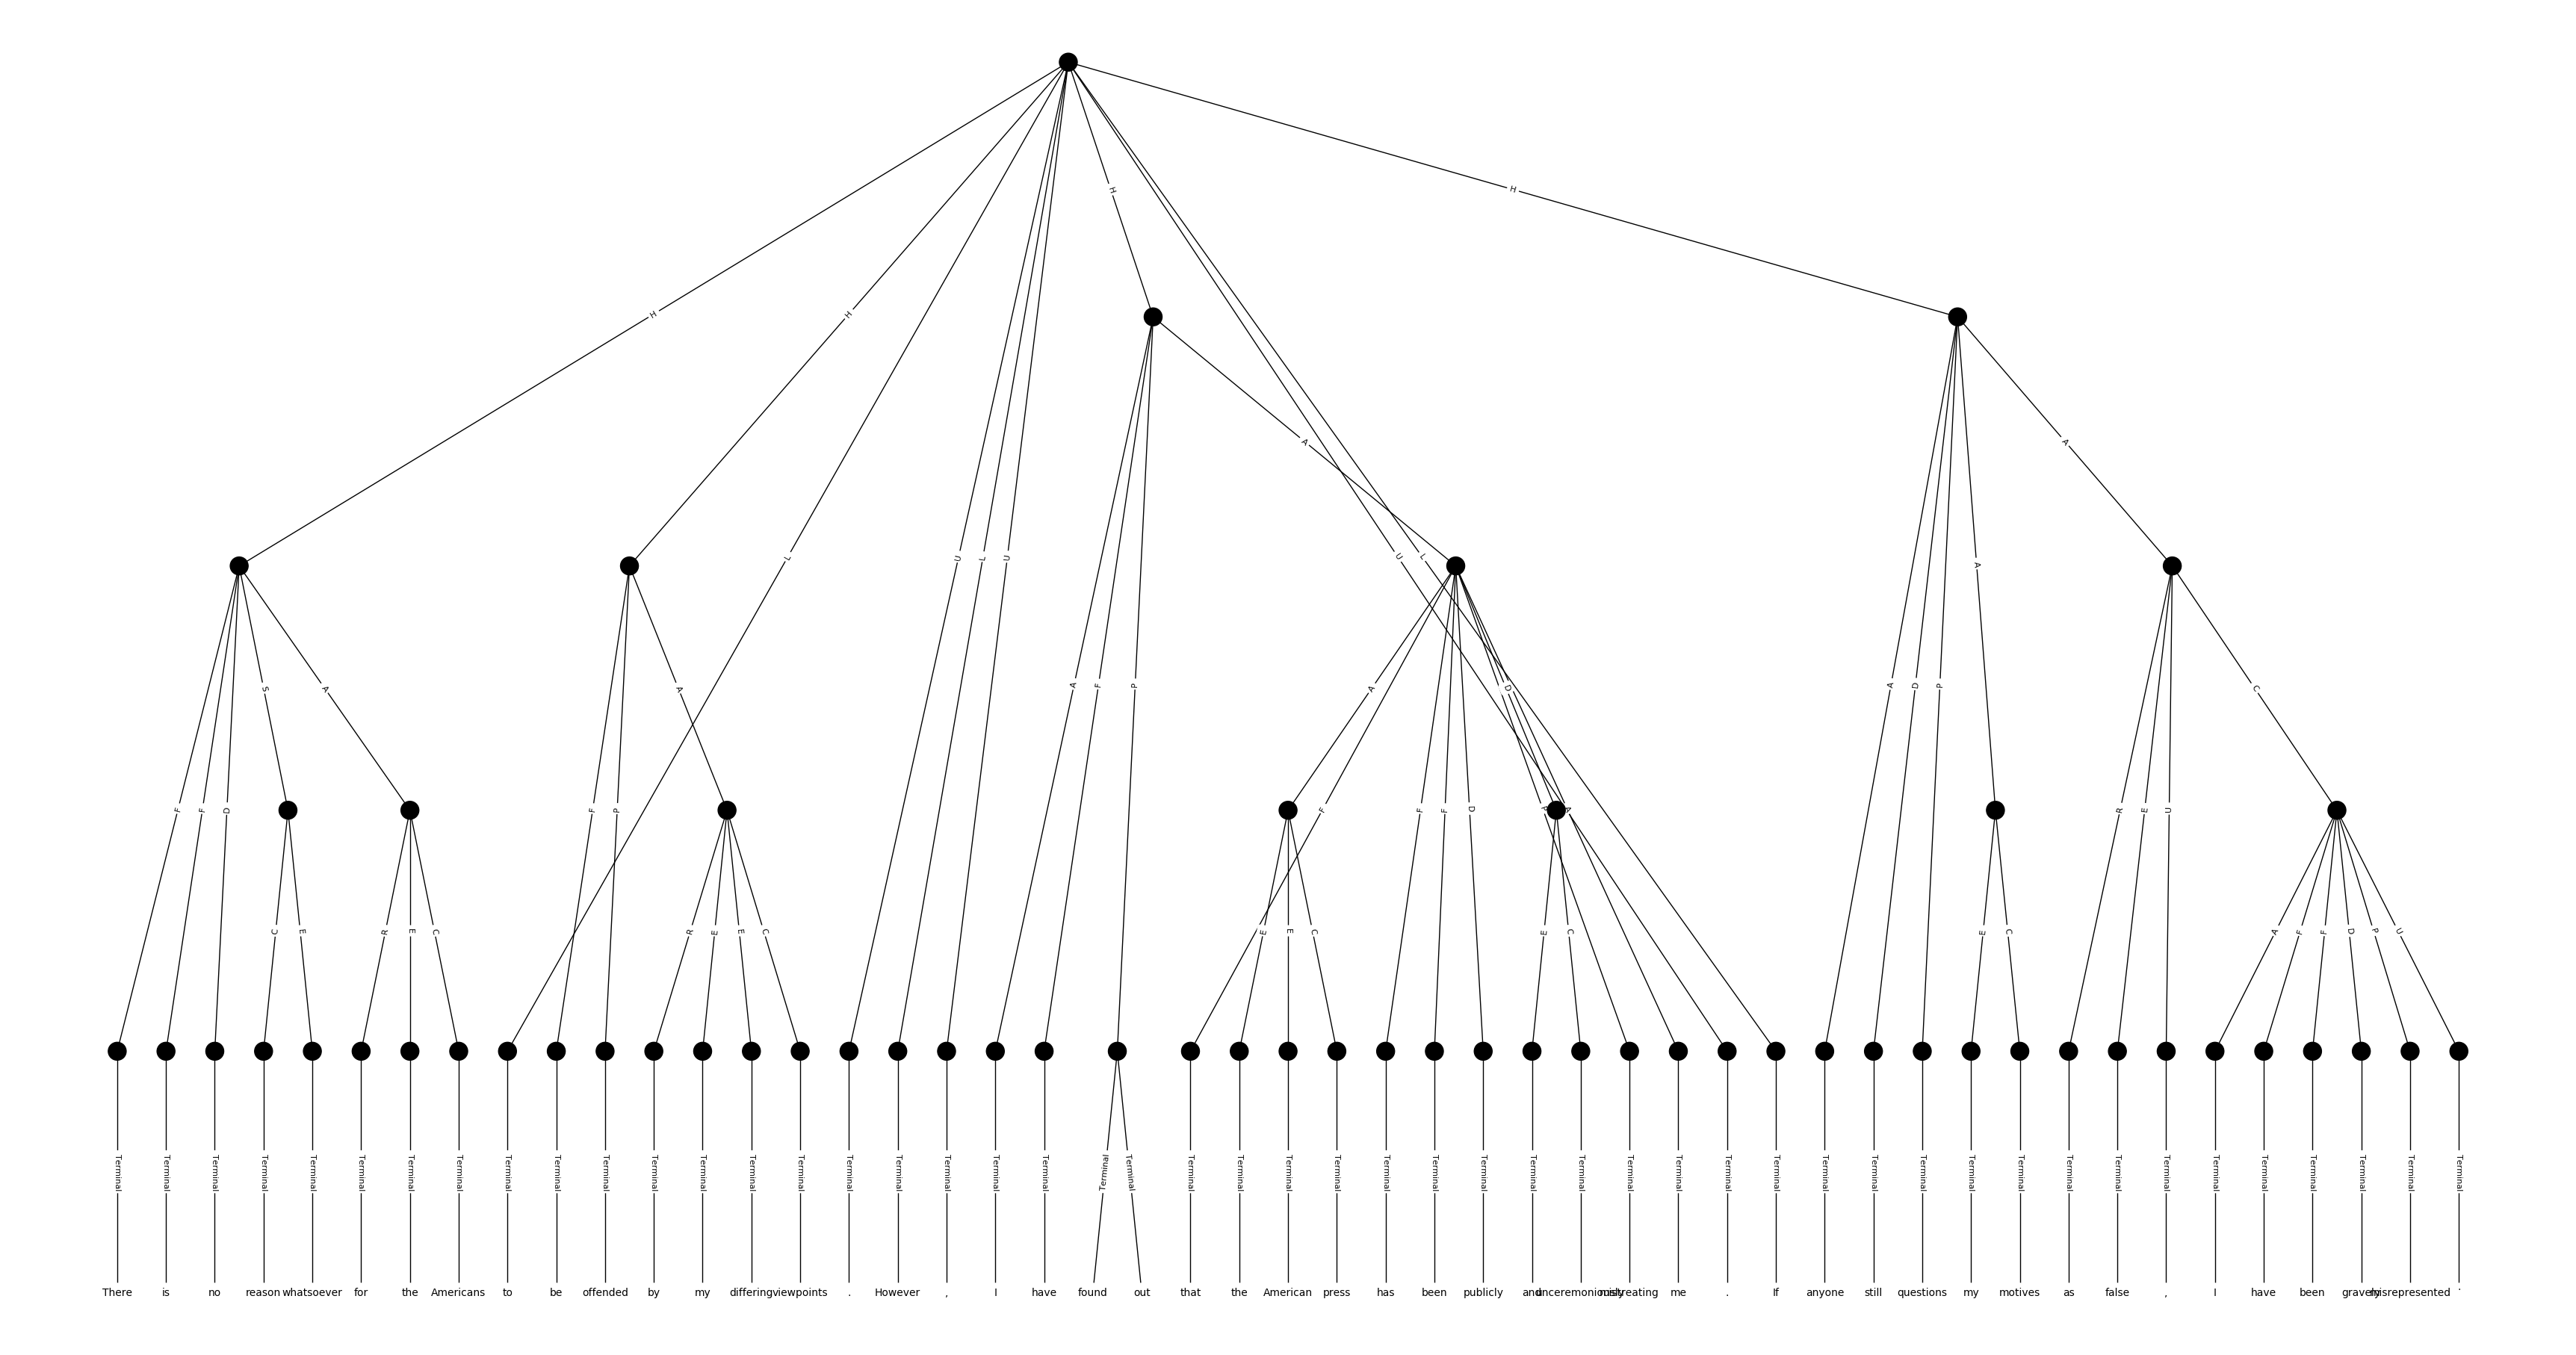 H
H
H
H
A
A
L
U
L
U
U
L
A
F
P
A
D
P
A
S
A
A
A
D
C
F
F
D
F
P
F
F
F
D
P
A
R
E
U
C
E
R
E
C
R
E
E
C
E
E
C
E
C
E
C
A
F
F
D
P
U
Terminal Terminal Terminal Terminal Terminal Terminal Terminal Terminal Terminal Terminal Terminal Terminal Terminal Terminal Terminal Terminal Terminal Terminal Terminal Terminal Terminal Terminal Terminal Terminal Terminal Terminal Terminal Terminal Terminal Terminal Terminal Terminal Terminal Terminal Terminal Terminal Terminal Terminal Terminal Terminal Terminal Terminal Terminal Terminal Terminal Terminal Terminal Terminal Terminal
There is no reason whatsoever for the Americans to be offended by my differing viewpoints . However , I have found out that the American press has been publicly and unceremoniously mistreating me . If anyone still questions my motives as false , I have been gravely misrepresented .